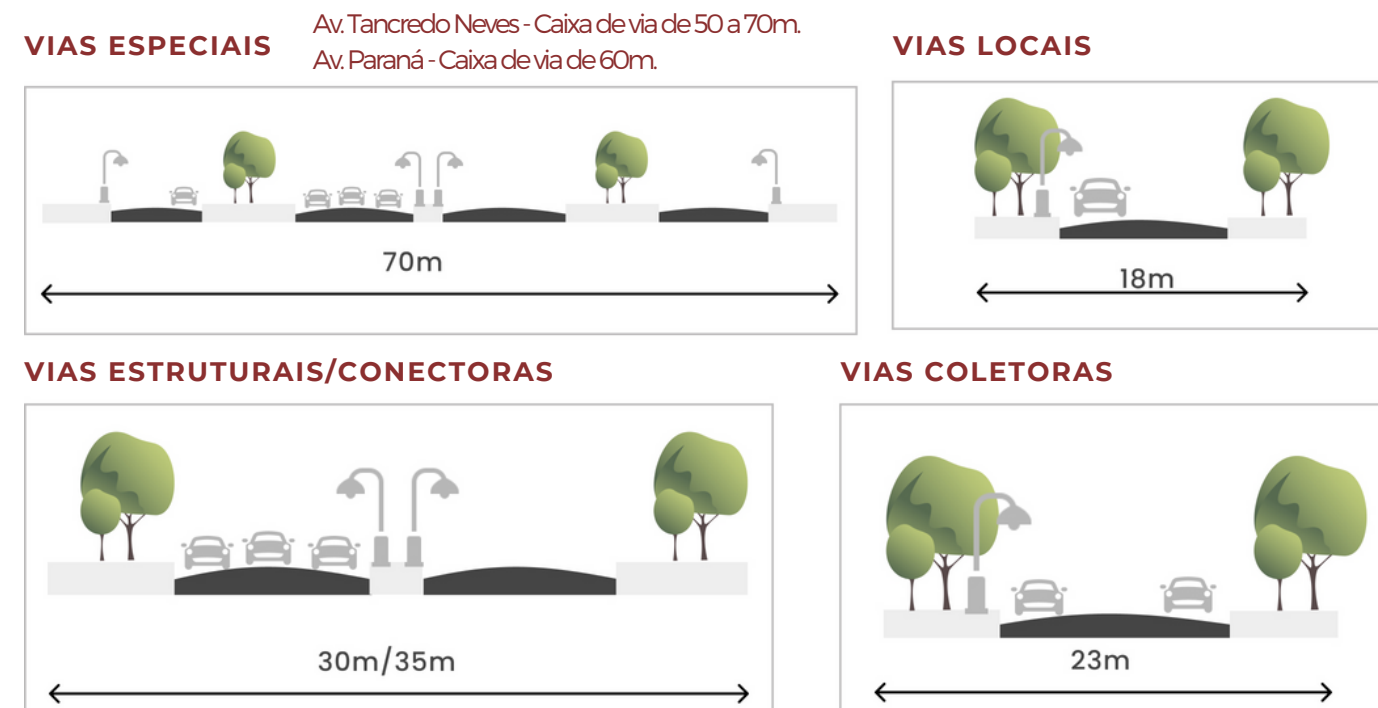 VIAS ESPECIAIS
Av. Tancredo Neves - Caixa de via de 50 a 70m.
Av. Paraná - Caixa de via de 60m.
70m
VIAS LOCAIS
18m
VIAS ESTRUTURAIS/CONECTORAS
30m/35m
VIAS COLETORAS
23m